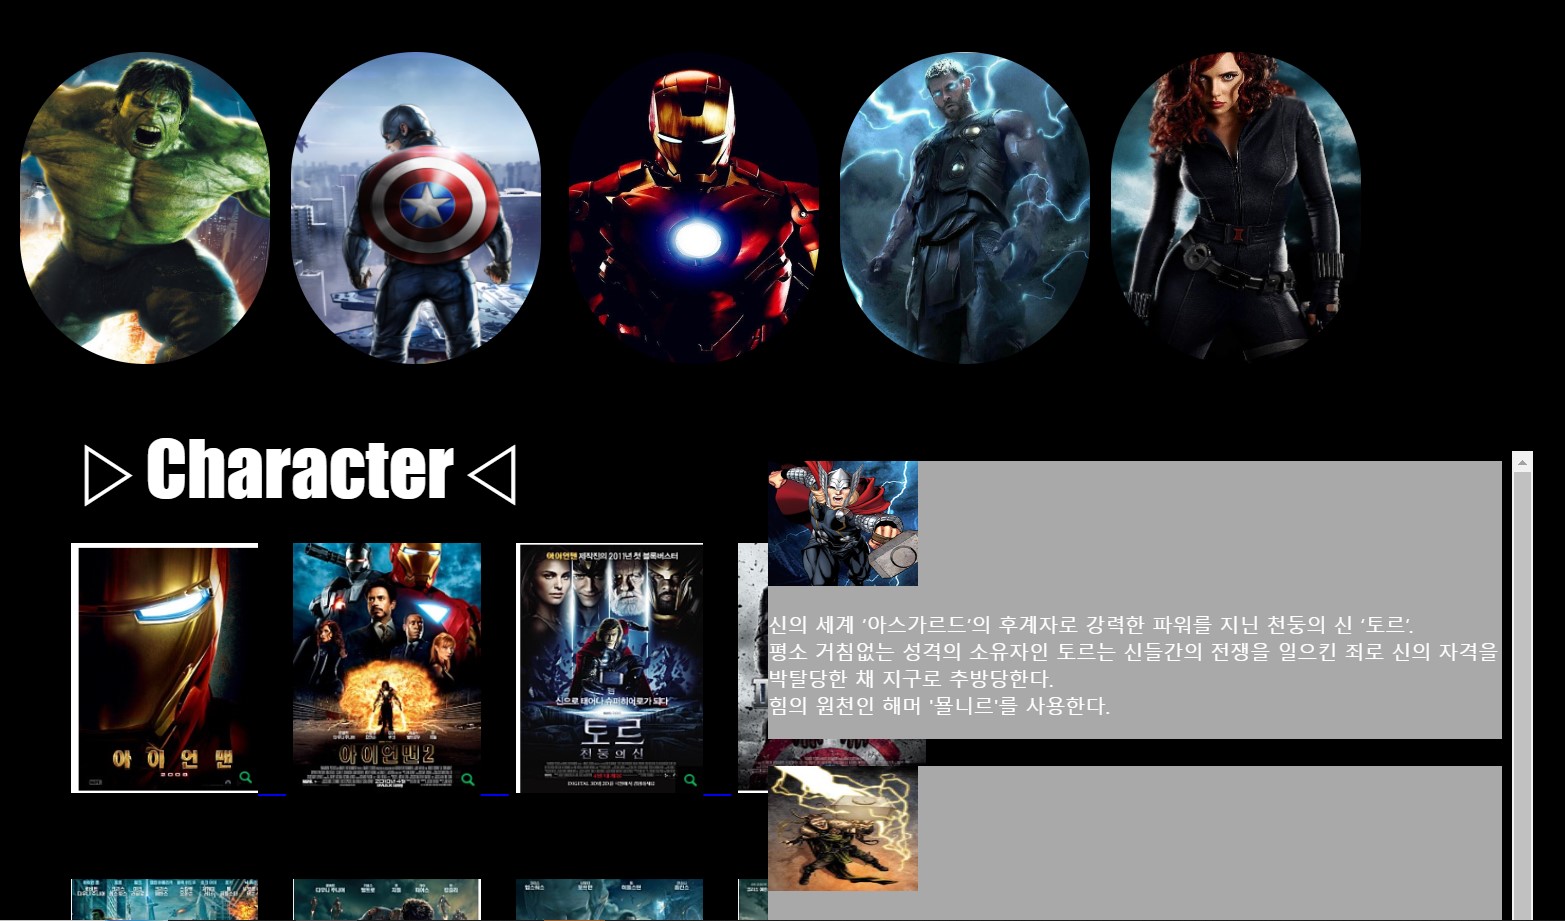 Character
아 이 언 맨
2008
아이언맨2
아이언맨 제작진의 2011년 첫 블록버스터
신으로 태어나 슈퍼히어로가 되다
토르
천둥의 신
신의 세계 ‘아스가르드’의 후계자로 강력한 파워를 지닌 천둥의 신 ‘토르’.
평소 거침없는 성격의 소유자인 토르는 신들간의 전쟁을 일으킨 죄로 신의 자격을
박탈당한 채 지구로 추방당한다.
힘의 원천인 해머 '묠니르'를 사용한다.